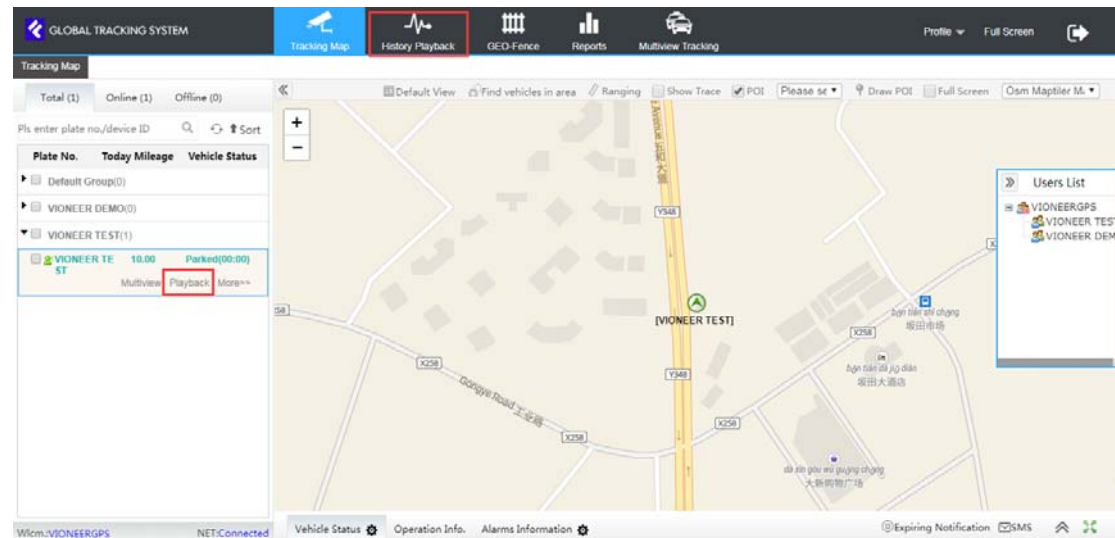 GLOBAL TRACKING SYSTEM
Tracking Map
History Playback
GEO-Fence
Reports
Multiview Tracking
Profile
Full Screen
Tracking Map
Total (1) Online (1) Offline (0)
Default View Find vehicles in area Ranging Show Trace POI Please se Draw POI Full Screen Osm Maptiler M.
Pls enter plate no./device ID Sort
Plate No. Today Mileage Vehicle Status
Default Group(0)
VIONEER DEMO(0)
VIONEER TEST(1)
VIONEER TE 10.00 Parked(00:00)
ST
Multiview Playback More>>
+
−
Users List
VIONEERGPS
VIONEER TES
VIONEER DEM
Y348
[VIONEER TEST]
258
X258
坂田市场
X258
Y348
坂田大酒店
Gongye Road 工业路
X258
X258
大新购物广场
Wlcm.:VIONEERGPS NET:Connected
Vehicle Status Operation Info. Alarms Information
Expiring Notification SMS